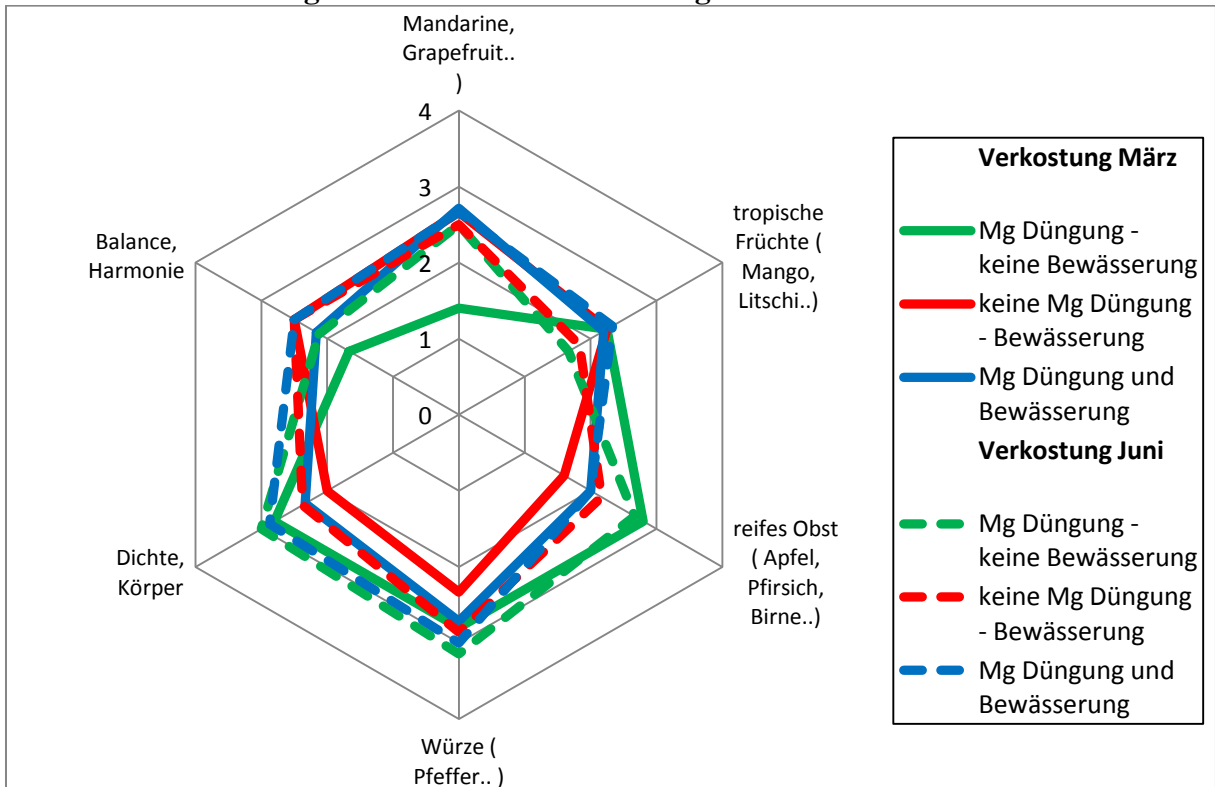 Mandarine,
Grapefruit..
)
4
3
2
1
0
tropische
Früchte (
Mango,
Litschi..)
reifes Obst
( Apfel,
Pfirsich,
Birne..)
Würze (
Pfeffer.. )
Dichte,
Körper
Balance,
Harmonie
Verkostung März
Mg Düngung -
keine Bewässerung
keine Mg Düngung
- Bewässerung
Mg Düngung und
Bewässerung
Verkostung Juni
Mg Düngung -
keine Bewässerung
keine Mg Düngung
- Bewässerung
Mg Düngung und
Bewässerung